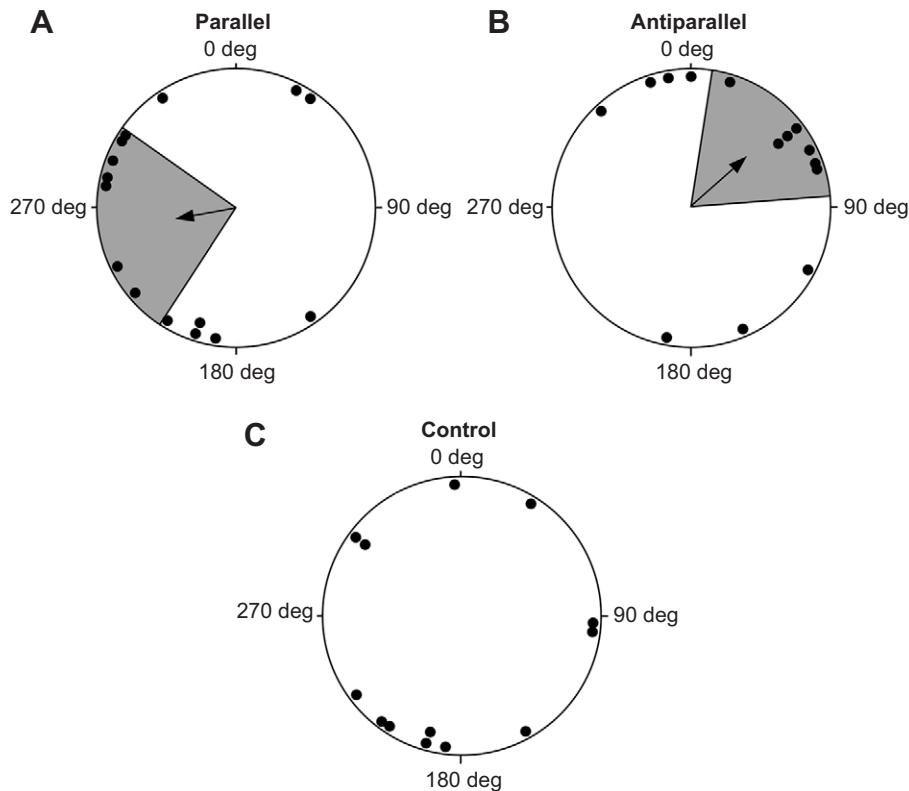 A
Parallel
0 deg
270 deg
90 deg
180 deg
B
Antiparallel
0 deg
270 deg
90 deg
180 deg
C
Control
0 deg
270 deg
90 deg
180 deg